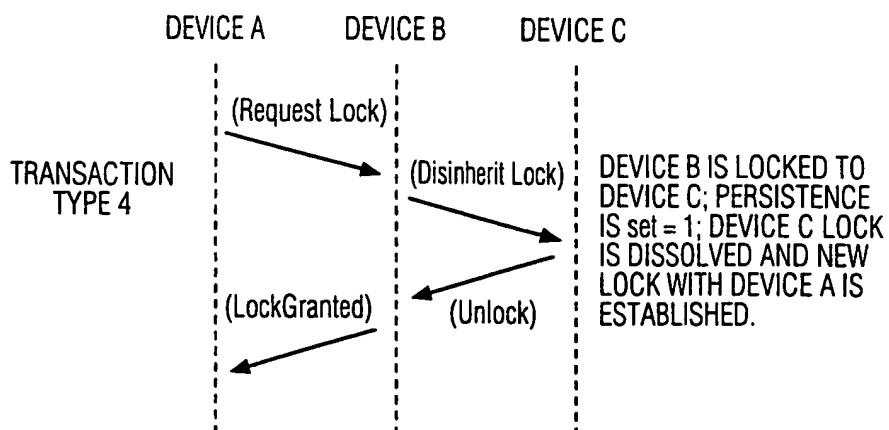 DEVICE A
DEVICE B
DEVICE C
(Request Lock)
TRANSACTION
TYPE 4
(Disinherit Lock)
DEVICE B IS LOCKED TO
DEVICE C; PERSISTENCE
IS set = 1; DEVICE C LOCK
IS DISSOLVED AND NEW
LOCK WITH DEVICE A IS
ESTABLISHED.
(LockGranted)
(Unlock)